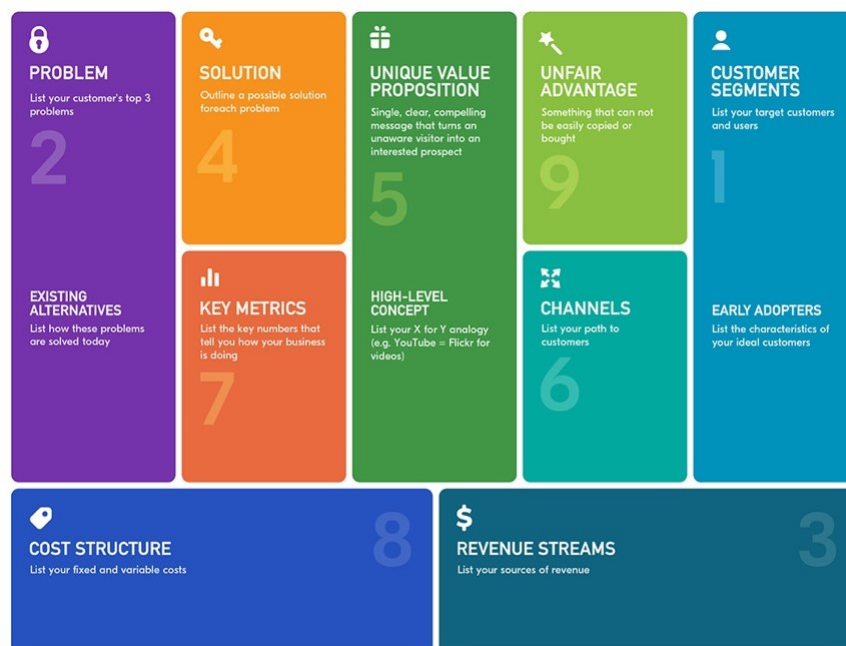 PROBLEM
List your customer's top 3
problems
2
EXISTING
ALTERNATIVES
List how these problems
are solved today
SOLUTION
Outline a possible solution
foreach problem
4
KEY METRICS
List the key numbers that
tell you how your business
is doing
7
UNIQUE VALUE
PROPOSITION
Single, clear, compelling
message that turns an
unaware visitor into an
interested prospect
5
HIGH-LEVEL
CONCEPT
List your X for Y analogy
(e.g. YouTube = Flickr for
videos)
UNFAIR
ADVANTAGE
Something that can not
be easily copied or
bought
9
CHANNELS
List your path to
customers
6
CUSTOMER
SEGMENTS
List your target customers
and users
1
EARLY ADOPTERS
List the characteristics of
your ideal customers
COST STRUCTURE
List your fixed and variable costs
8
$
REVENUE STREAMS
List your sources of revenue
3